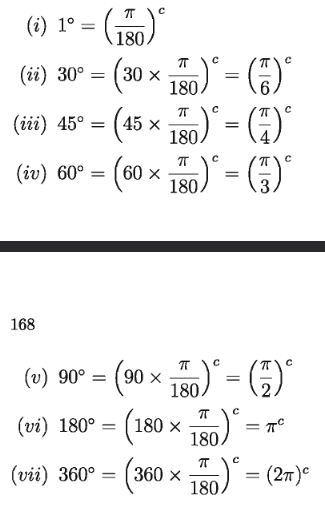 (i) 1° = (π/180)ᶜ
(ii) 30° = (30 × π/180)ᶜ = (π/6)ᶜ
(iii) 45° = (45 × π/180)ᶜ = (π/4)ᶜ
(iv) 60° = (60 × π/180)ᶜ = (π/3)ᶜ
168
(v) 90° = (90 × π/180)ᶜ = (π/2)ᶜ
(vi) 180° = (180 × π/180)ᶜ = πᶜ
(vii) 360° = (360 × π/180)ᶜ = (2π)ᶜ